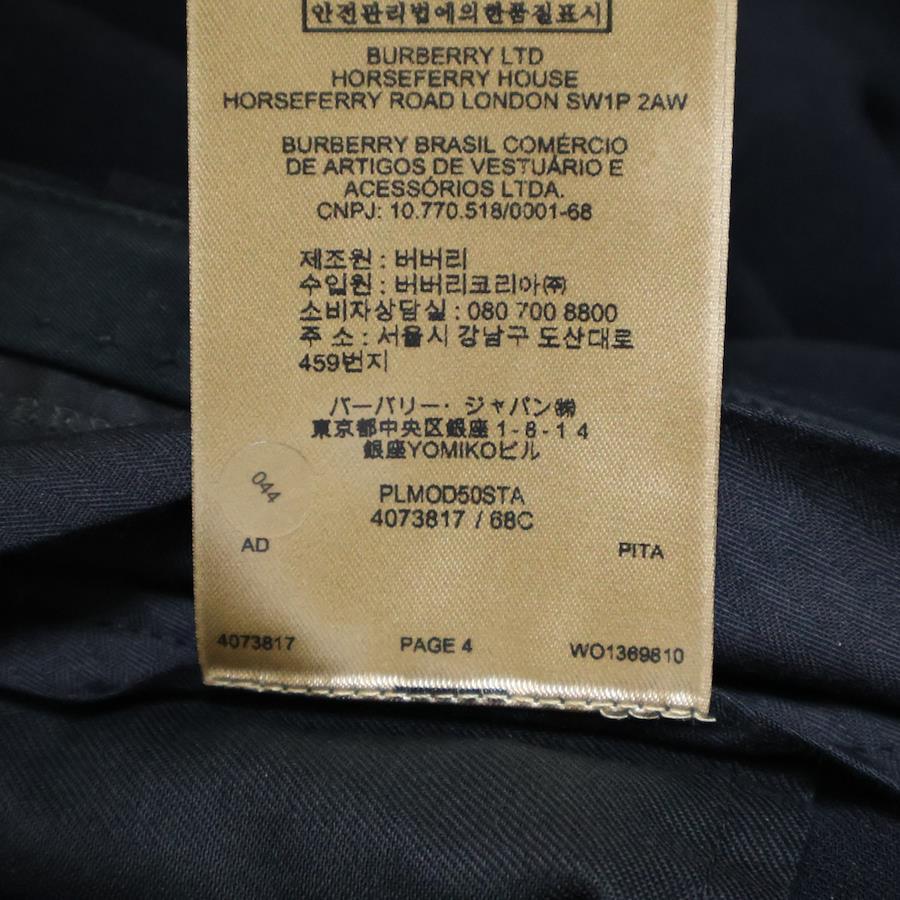 안전관리법에의한품질표시
BURBERRY LTD
HORSEFERRY HOUSE
HORSEFERRY ROAD LONDON SW1P 2AW
BURBERRY BRASIL COMÉRCIO
DE ARTIGOS DE VESTUÁRIO E
ACESSÓRIOS LTDA.
CNPJ: 10.770.518/0001-68
제조원 : 버버리
수입원 : 버버리코리아㈜
소비자상담실 : 080 700 8800
주 소 : 서울시 강남구 도산대로
459번지
バーバリー・ジャパン㈱
東京都中央区銀座1-8-14
銀座YOMIKOビル
044
PLMOD50STA
4073817 / 68C
AD PITA
4073817 PAGE 4 WO1369810